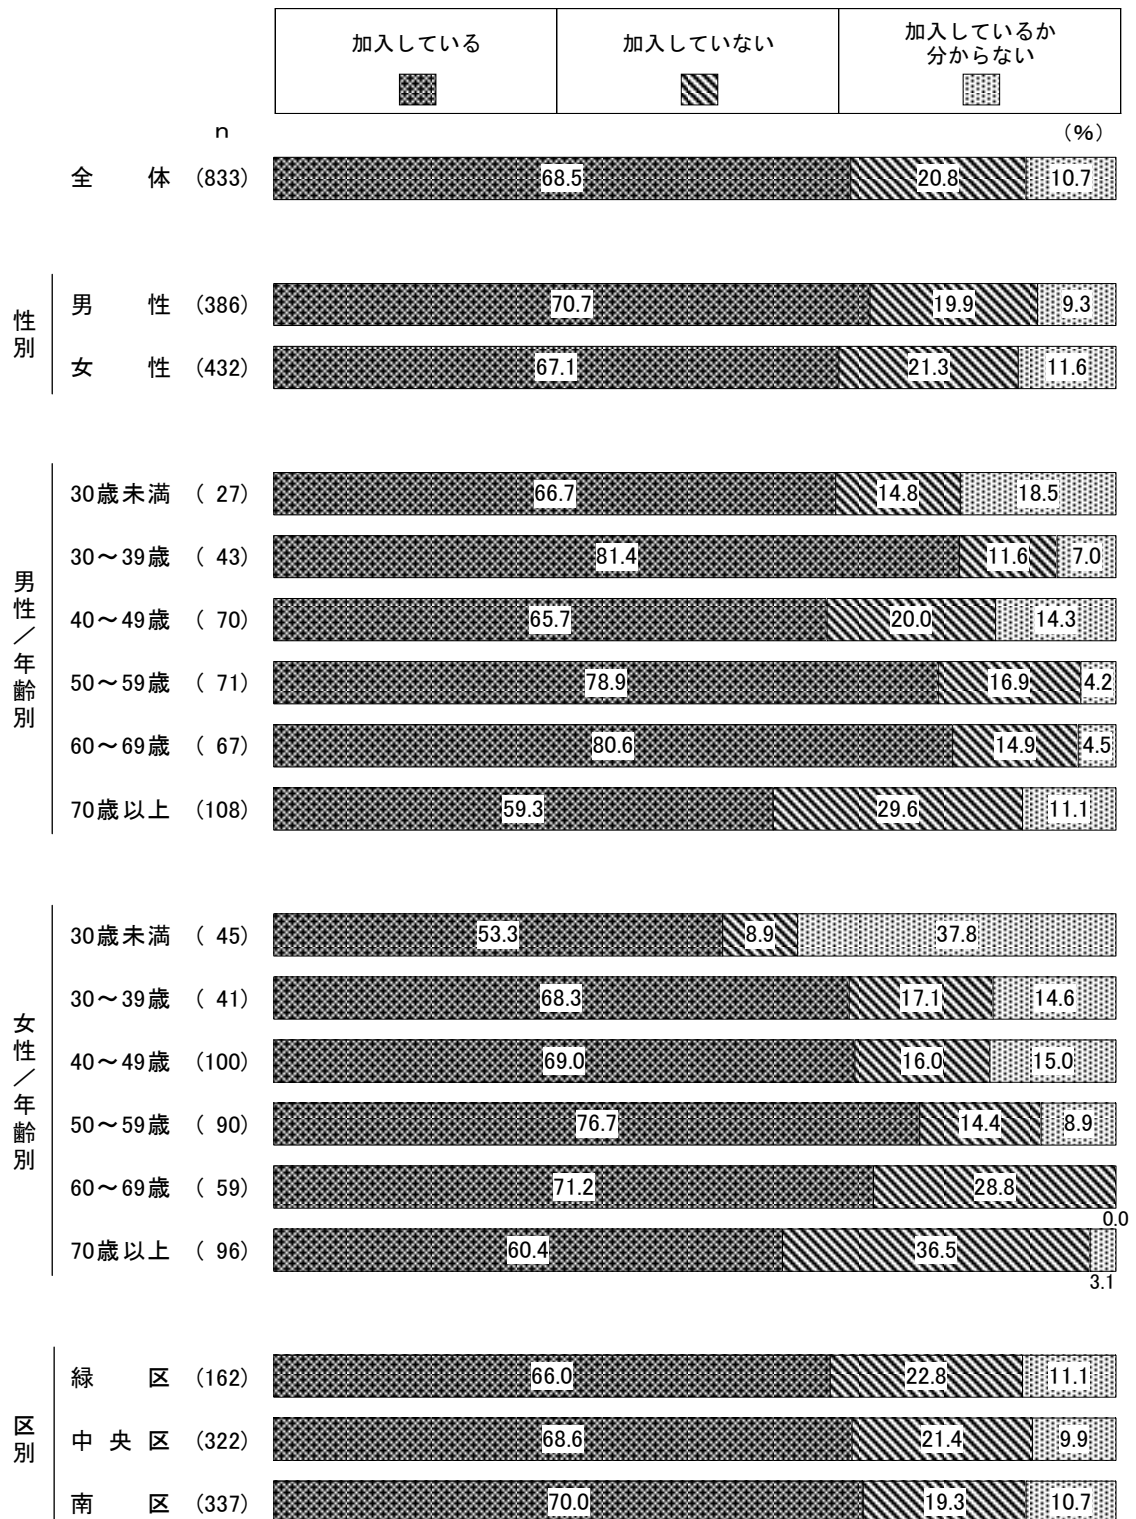 加入している
加入していない
加入しているか
分からない
n
(%)
全 体 (833) 68.5 20.8 10.7
性別
男 性 (386) 70.7 19.9 9.3
女 性 (432) 67.1 21.3 11.6
男性/年齢別
30歳未満 ( 27) 66.7 14.8 18.5
30~39歳 ( 43) 81.4 11.6 7.0
40~49歳 ( 70) 65.7 20.0 14.3
50~59歳 ( 71) 78.9 16.9 4.2
60~69歳 ( 67) 80.6 14.9 4.5
70歳以上 (108) 59.3 29.6 11.1
女性/年齢別
30歳未満 ( 45) 53.3 8.9 37.8
30~39歳 ( 41) 68.3 17.1 14.6
40~49歳 (100) 69.0 16.0 15.0
50~59歳 ( 90) 76.7 14.4 8.9
60~69歳 ( 59) 71.2 28.8 0.0
70歳以上 ( 96) 60.4 36.5 3.1
区別
緑 区 (162) 66.0 22.8 11.1
中 央 区 (322) 68.6 21.4 9.9
南 区 (337) 70.0 19.3 10.7